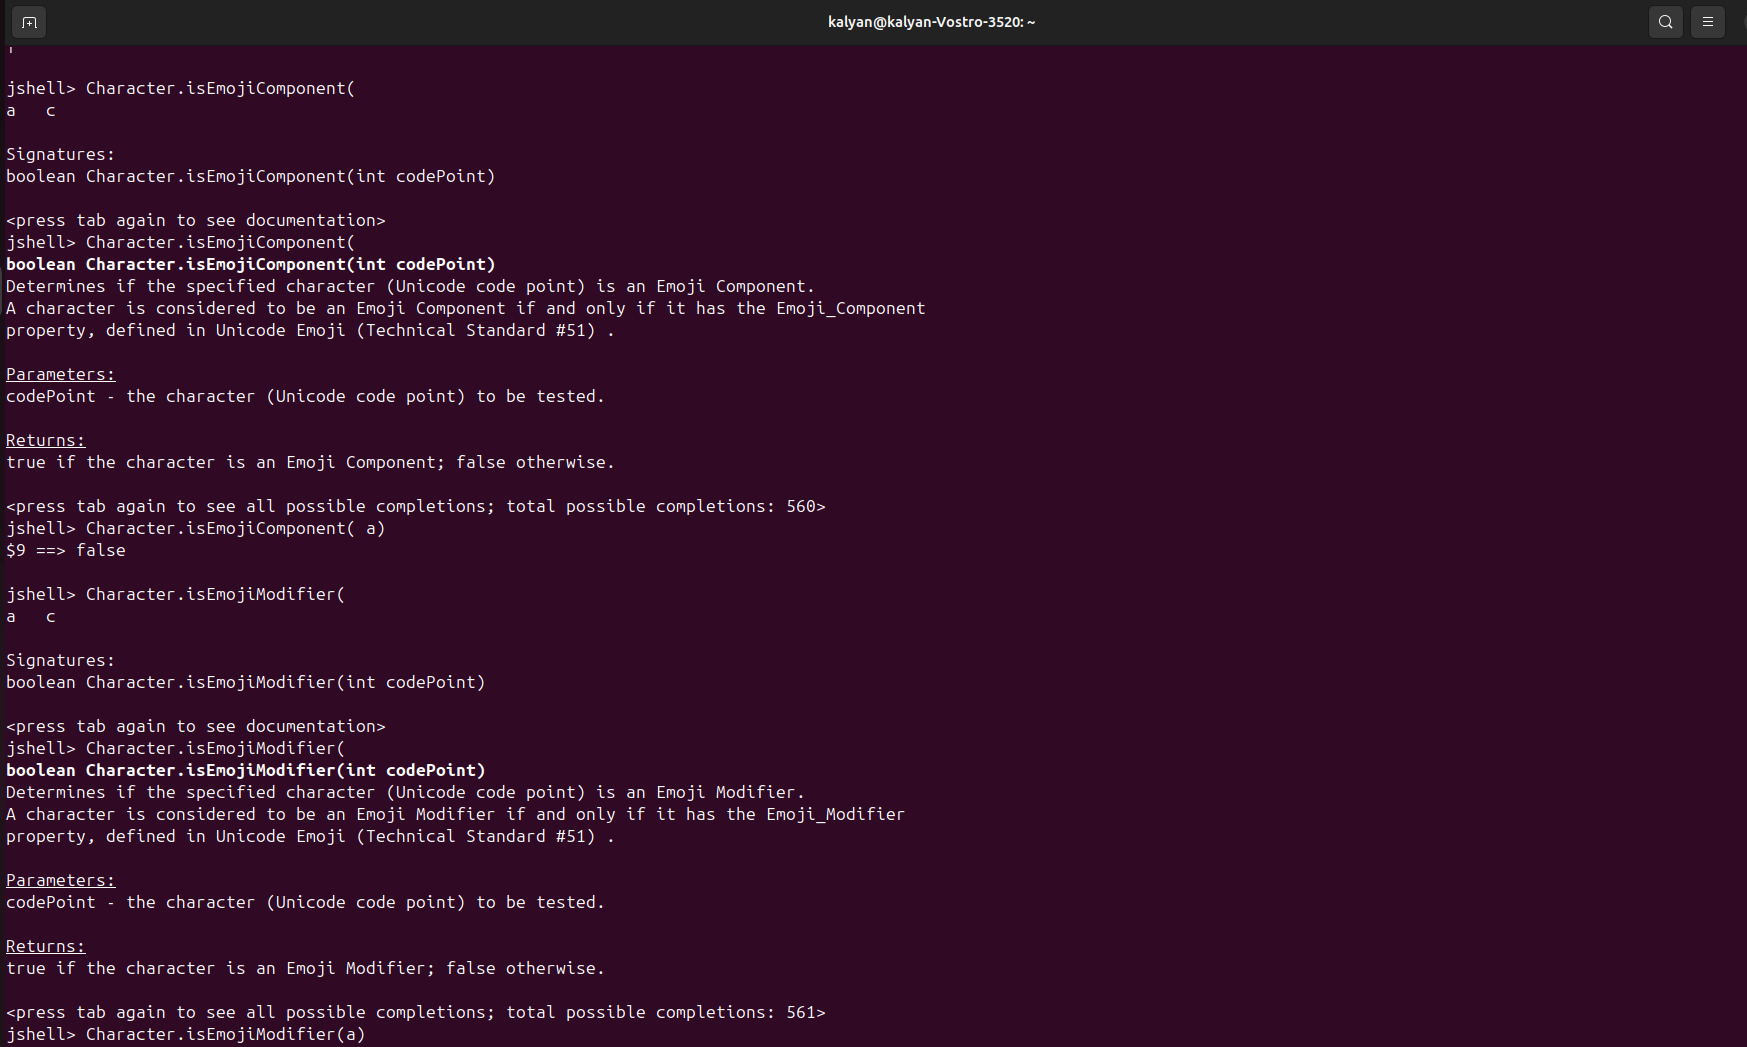 kalyan@kalyan-Vostro-3520: ~
jshell> Character.isEmojiComponent(
a   c
Signatures:
boolean Character.isEmojiComponent(int codePoint)
<press tab again to see documentation>
jshell> Character.isEmojiComponent(
boolean Character.isEmojiComponent(int codePoint)
Determines if the specified character (Unicode code point) is an Emoji Component.
A character is considered to be an Emoji Component if and only if it has the Emoji_Component
property, defined in Unicode Emoji (Technical Standard #51) .
Parameters:
codePoint - the character (Unicode code point) to be tested.
Returns:
true if the character is an Emoji Component; false otherwise.
<press tab again to see all possible completions; total possible completions: 560>
jshell> Character.isEmojiComponent( a)
$9 ==> false
jshell> Character.isEmojiModifier(
a   c
Signatures:
boolean Character.isEmojiModifier(int codePoint)
<press tab again to see documentation>
jshell> Character.isEmojiModifier(
boolean Character.isEmojiModifier(int codePoint)
Determines if the specified character (Unicode code point) is an Emoji Modifier.
A character is considered to be an Emoji Modifier if and only if it has the Emoji_Modifier
property, defined in Unicode Emoji (Technical Standard #51) .
Parameters:
codePoint - the character (Unicode code point) to be tested.
Returns:
true if the character is an Emoji Modifier; false otherwise.
<press tab again to see all possible completions; total possible completions: 561>
jshell> Character.isEmojiModifier(a)